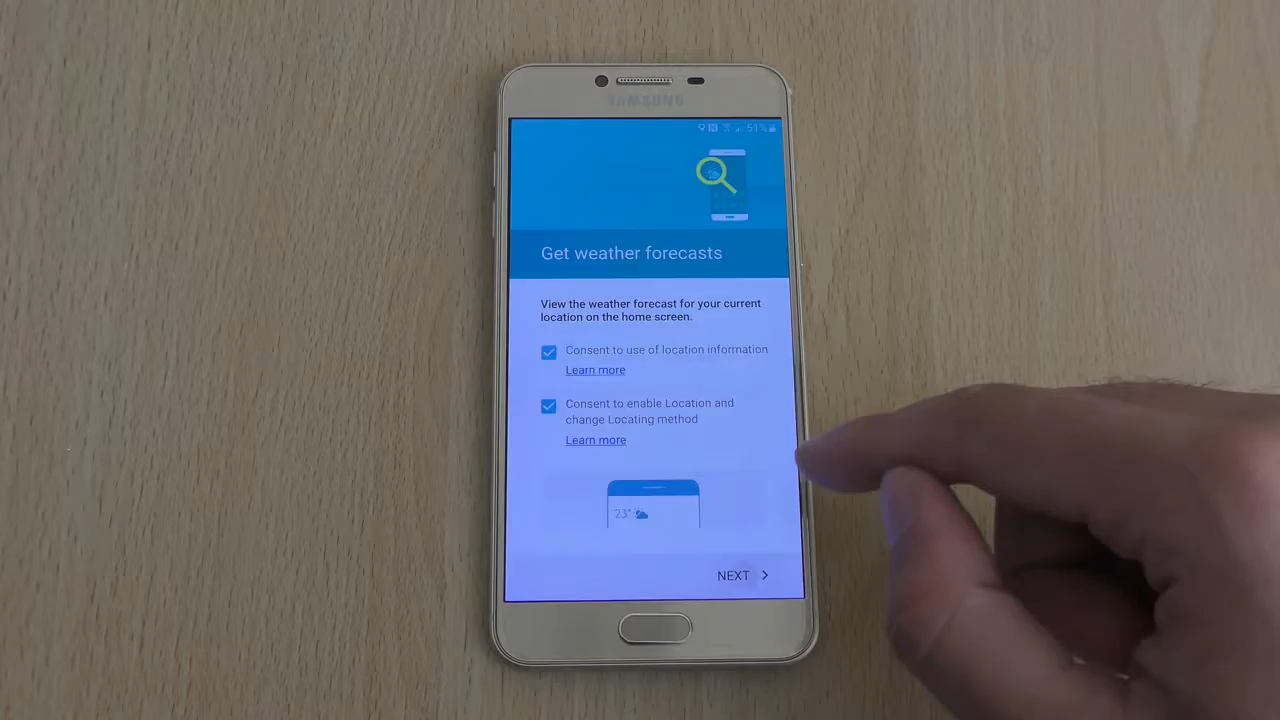 SAMSUNG
51%
Get weather forecasts
View the weather forecast for your current
location on the home screen.
Consent to use of location information
Learn more
Consent to enable Location and
change Locating method
Learn more
23°
NEXT